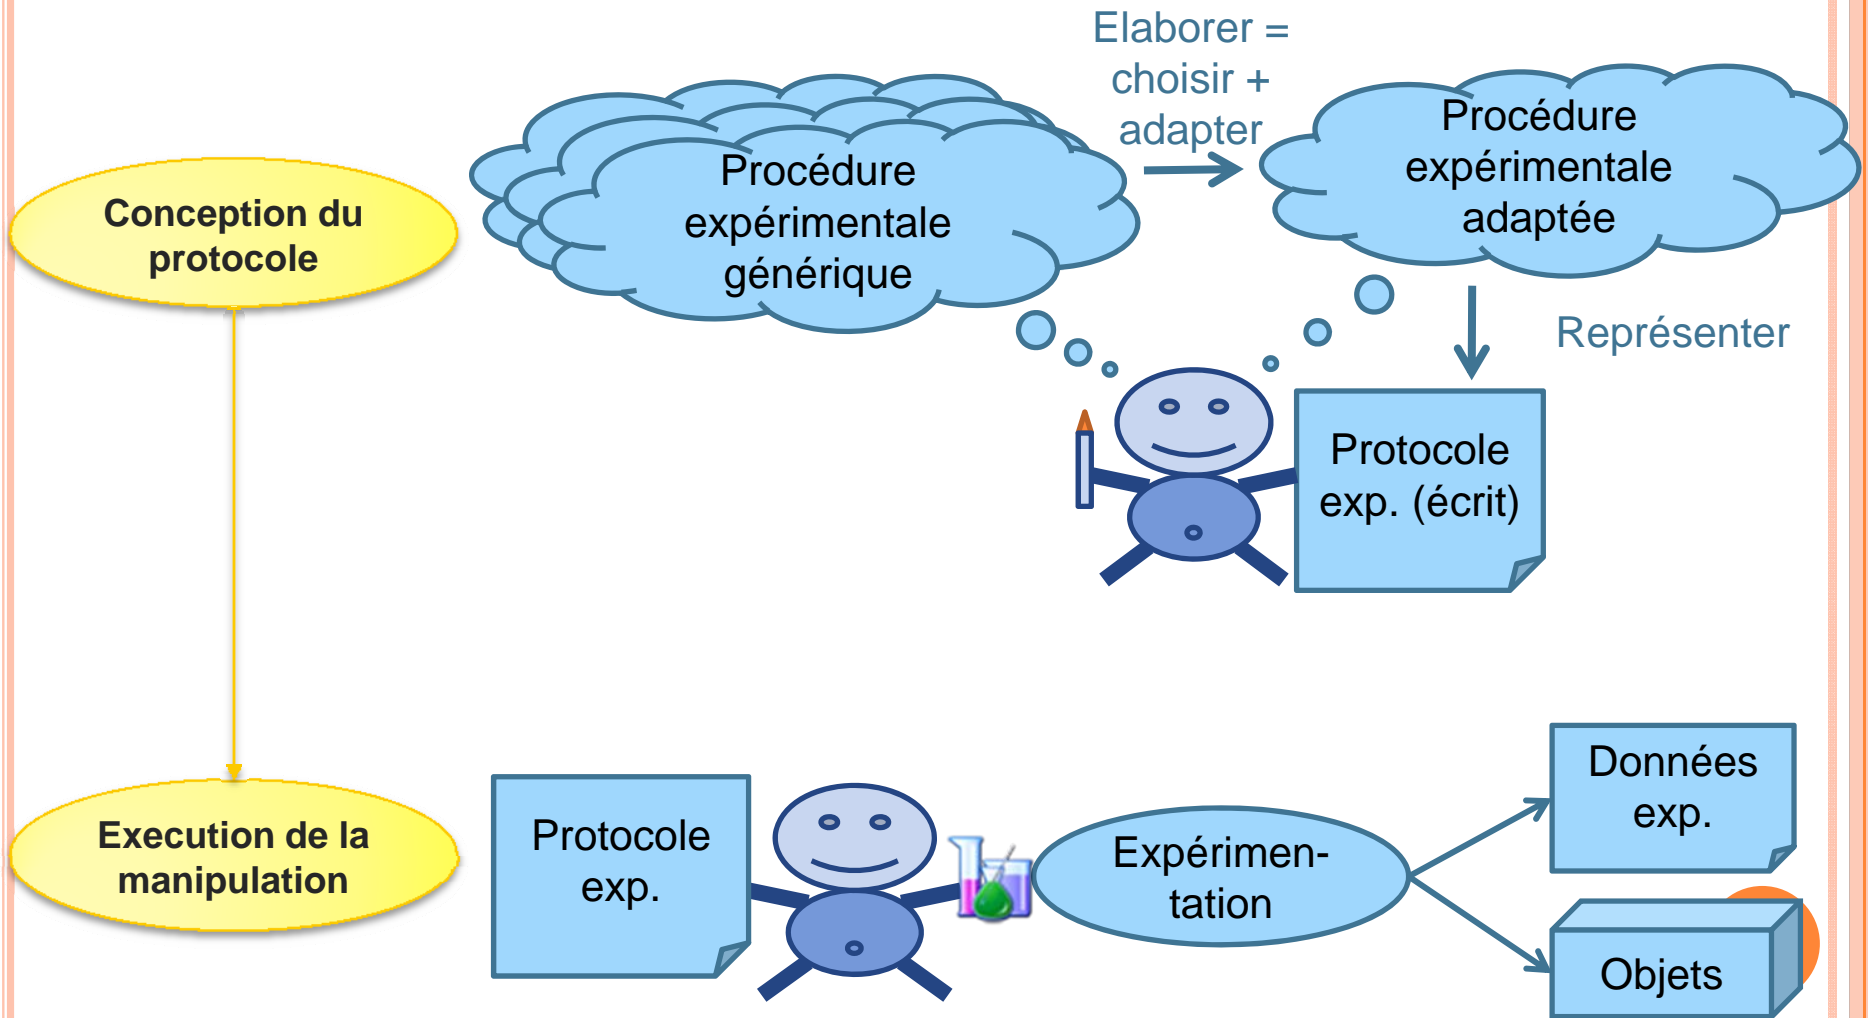 Elaborer =
choisir +
adapter
Procédure
expérimentale
générique
Procédure
expérimentale
adaptée
Conception du
protocole
Représenter
Protocole
exp. (écrit)
Execution de la
manipulation
Protocole
exp.
Expérimen-
tation
Données
exp.
Objets